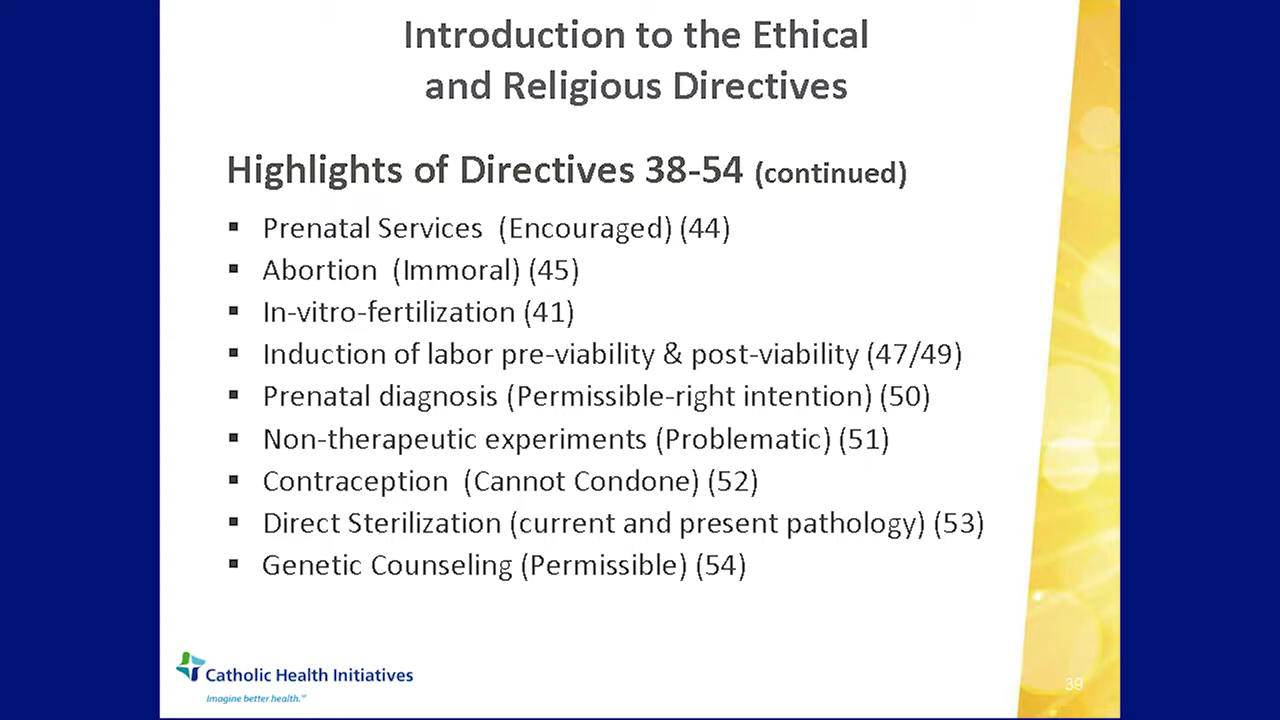 Introduction to the Ethical
and Religious Directives
Highlights of Directives 38-54 (continued)
▪ Prenatal Services (Encouraged) (44)
▪ Abortion (Immoral) (45)
▪ In-vitro-fertilization (41)
▪ Induction of labor pre-viability & post-viability (47/49)
▪ Prenatal diagnosis (Permissible-right intention) (50)
▪ Non-therapeutic experiments (Problematic) (51)
▪ Contraception (Cannot Condone) (52)
▪ Direct Sterilization (current and present pathology) (53)
▪ Genetic Counseling (Permissible) (54)
Catholic Health Initiatives
Imagine better health.℠
39